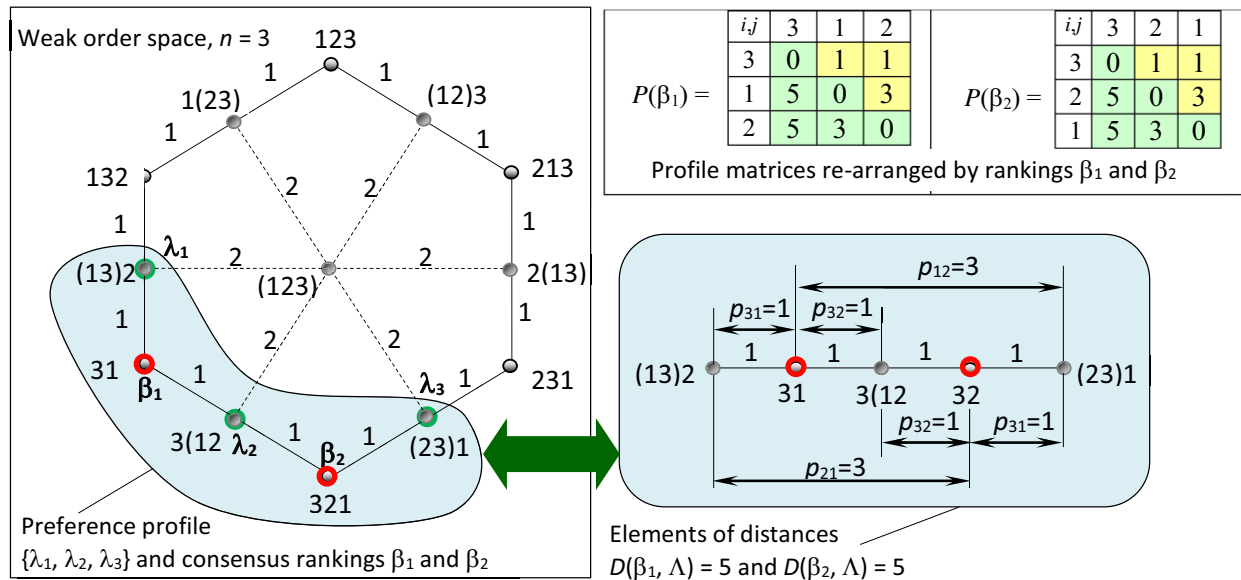 Weak order space, n = 3
123
1
1
1(23)
(12)3
1
1
132
213
2
2
1
1
λ1
(13)2
2
2
2(13)
(123)
1
1
2
2
31
β1
1
λ3
1
231
3(12
λ2
1
β2
1
(23)1
321
Preference profile
{λ1, λ2, λ3} and consensus rankings β1 and β2
i,j 3 1 2
3 0 1 1
P(β1) = 1 5 0 3
2 5 3 0
i,j 3 2 1
3 0 1 1
P(β2) = 2 5 0 3
1 5 3 0
Profile matrices re-arranged by rankings β1 and β2
p12=3
p31=1 p32=1
1 1 1 1
(13)2 31 3(12 32 (23)1
p32=1 p31=1
p21=3
Elements of distances
D(β1, Λ) = 5 and D(β2, Λ) = 5